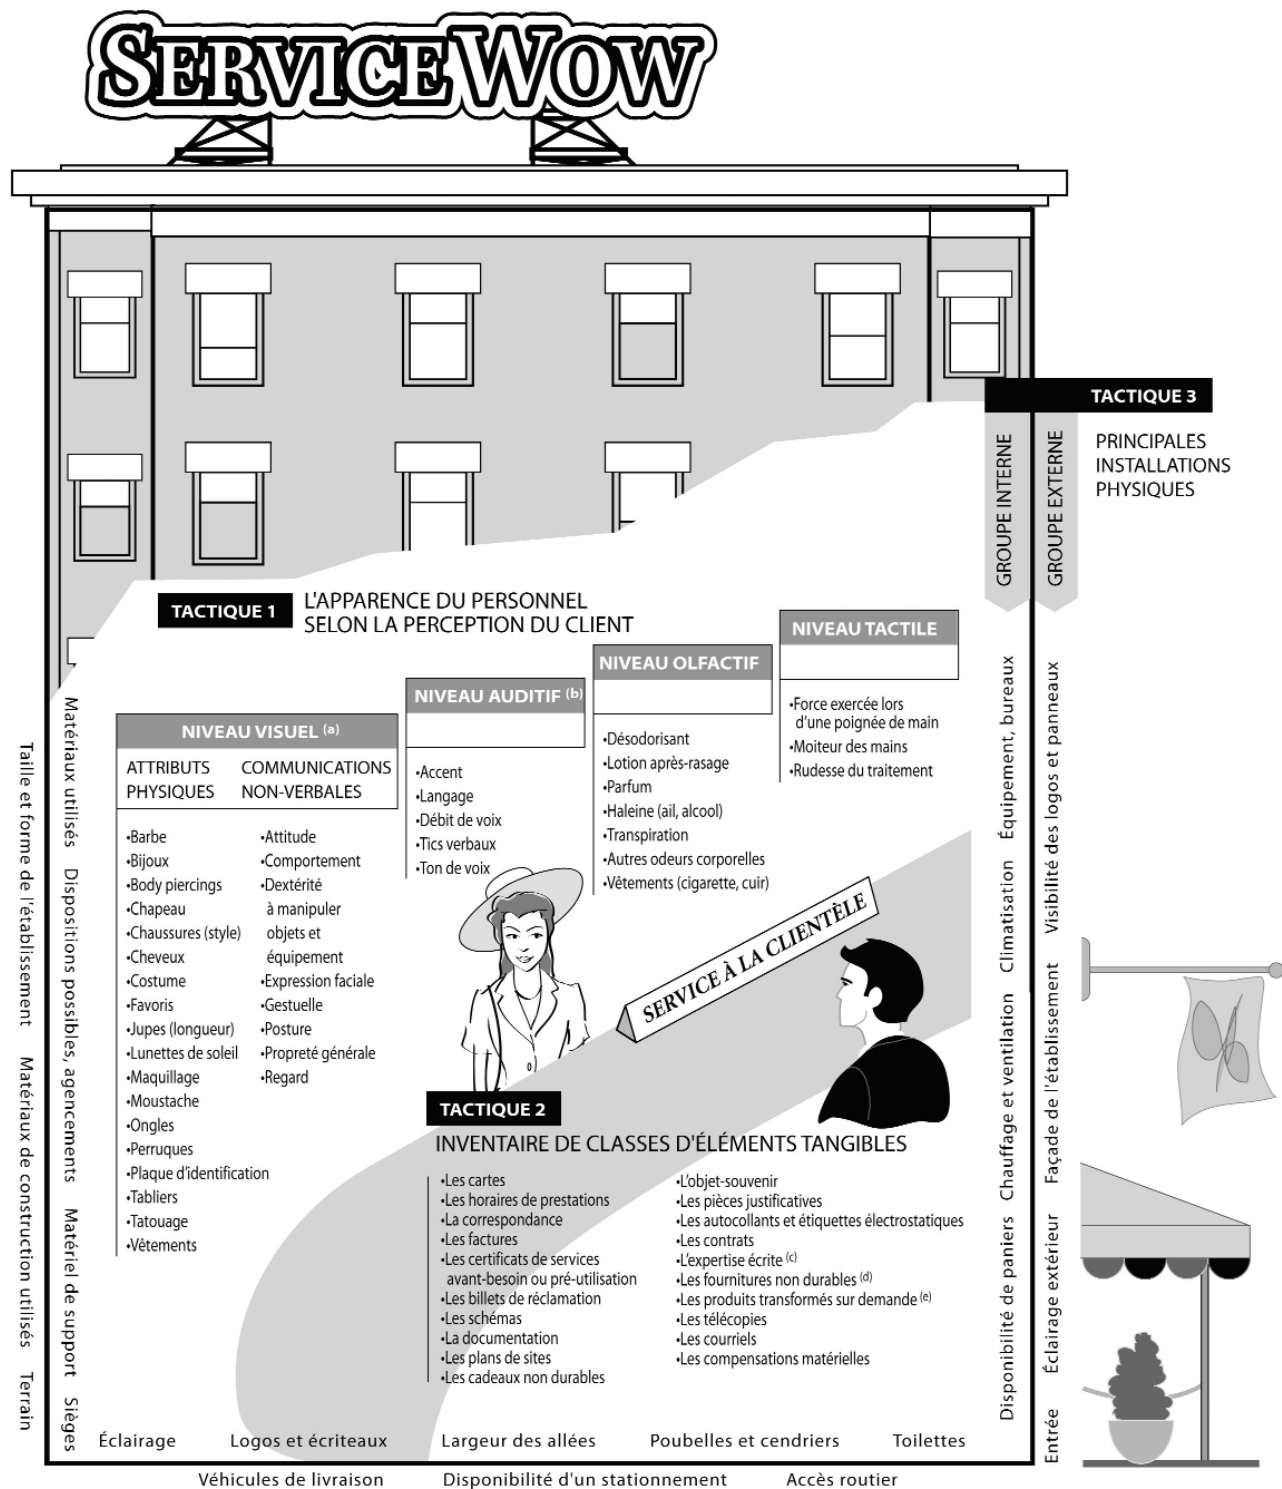 SERVICEWOW
TACTIQUE 3
PRINCIPALES
INSTALLATIONS
PHYSIQUES
GROUPE INTERNE
GROUPE EXTERNE
TACTIQUE 1
L'APPARENCE DU PERSONNEL
SELON LA PERCEPTION DU CLIENT
NIVEAU VISUEL (a)
ATTRIBUTS
PHYSIQUES
•Barbe
•Bijoux
•Body piercings
•Chapeau
•Chaussures (style)
•Cheveux
•Costume
•Favoris
•Jupes (longueur)
•Lunettes de soleil
•Maquillage
•Moustache
•Ongles
•Perruques
•Plaque d'identification
•Tabliers
•Tatouage
•Vêtements
COMMUNICATIONS
NON-VERBALES
•Attitude
•Comportement
•Dextérité
à manipuler
objets et
équipement
•Expression faciale
•Gestuelle
•Posture
•Propreté générale
•Regard
NIVEAU AUDITIF (b)
•Accent
•Langage
•Débit de voix
•Tics verbaux
•Ton de voix
NIVEAU OLFACTIF
•Désodorisant
•Lotion après-rasage
•Parfum
•Haleine (ail, alcool)
•Transpiration
•Autres odeurs corporelles
•Vêtements (cigarette, cuir)
NIVEAU TACTILE
•Force exercée lors
d'une poignée de main
•Moiteur des mains
•Rudesse du traitement
SERVICE À LA CLIENTÈLE
TACTIQUE 2
INVENTAIRE DE CLASSES D'ÉLÉMENTS TANGIBLES
•Les cartes
•Les horaires de prestations
•La correspondance
•Les factures
•Les certificats de services
avant-besoin ou pré-utilisation
•Les billets de réclamation
•Les schémas
•La documentation
•Les plans de sites
•Les cadeaux non durables
•L'objet-souvenir
•Les pièces justificatives
•Les autocollants et étiquettes électrostatiques
•Les contrats
•L'expertise écrite (c)
•Les fournitures non durables (d)
•Les produits transformés sur demande (e)
•Les télécopies
•Les courriels
•Les compensations matérielles
Taille et forme de l'établissement Matériaux de construction utilisés Terrain
Matériaux utilisés Dispositions possibles, agencements Matériel de support Sièges
Éclairage Logos et écriteaux Largeur des allées Poubelles et cendriers Toilettes
Véhicules de livraison Disponibilité d'un stationnement Accès routier
Disponibilité de paniers Chauffage et ventilation Climatisation Équipement, bureaux
Entrée Éclairage extérieur Façade de l'établissement Visibilité des logos et panneaux